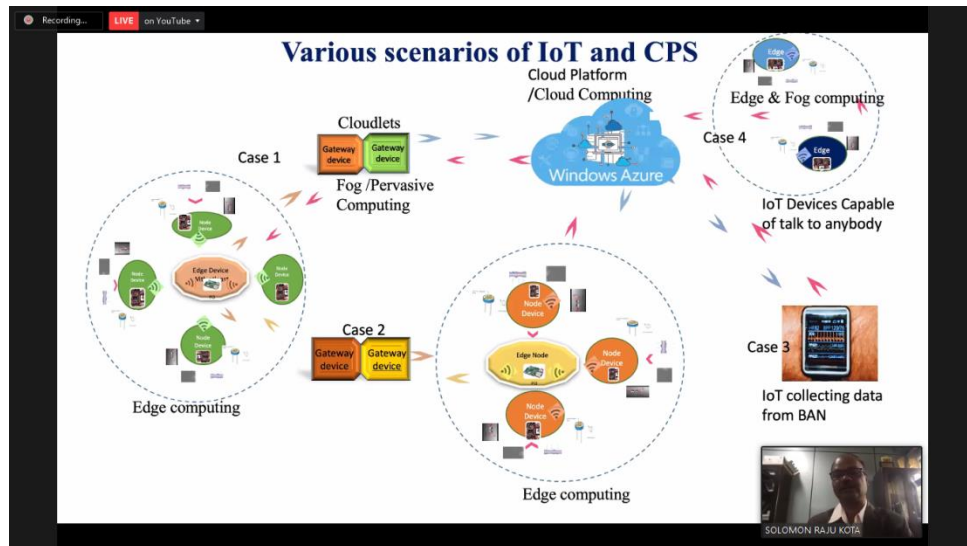 Recording...
LIVE on YouTube
Various scenarios of IoT and CPS
Cloud Platform
/Cloud Computing
Edge
Edge & Fog computing
Cloudlets
Case 1
Gateway
device
Gateway
device
Fog /Pervasive
Computing
Windows Azure
Case 4
Edge
IoT Devices Capable
of talk to anybody
Node
Device
Node
Device
Edge Device
Node
Device
Node
Device
Edge computing
Case 2
Gateway
device
Gateway
device
Node
Device
Edge Node
Node
Device
Node
Device
Edge computing
Case 3
IoT collecting data
from BAN
SOLOMON RAJU KOTA